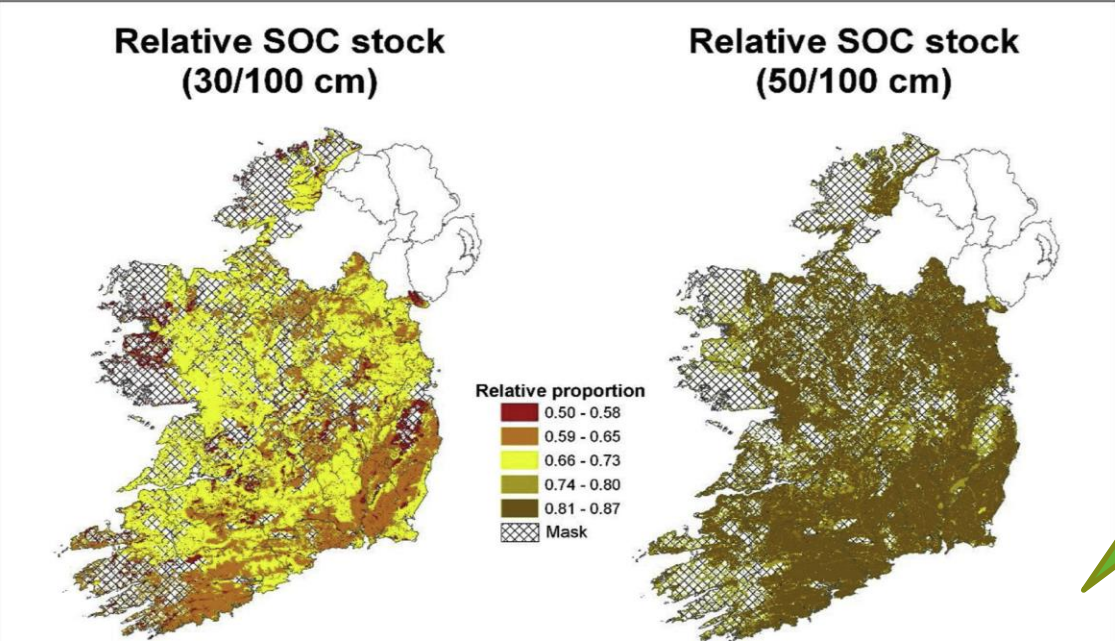 Relative SOC stock
(30/100 cm)
Relative SOC stock
(50/100 cm)
Relative proportion
0.50 - 0.58
0.59 - 0.65
0.66 - 0.73
0.74 - 0.80
0.81 - 0.87
Mask